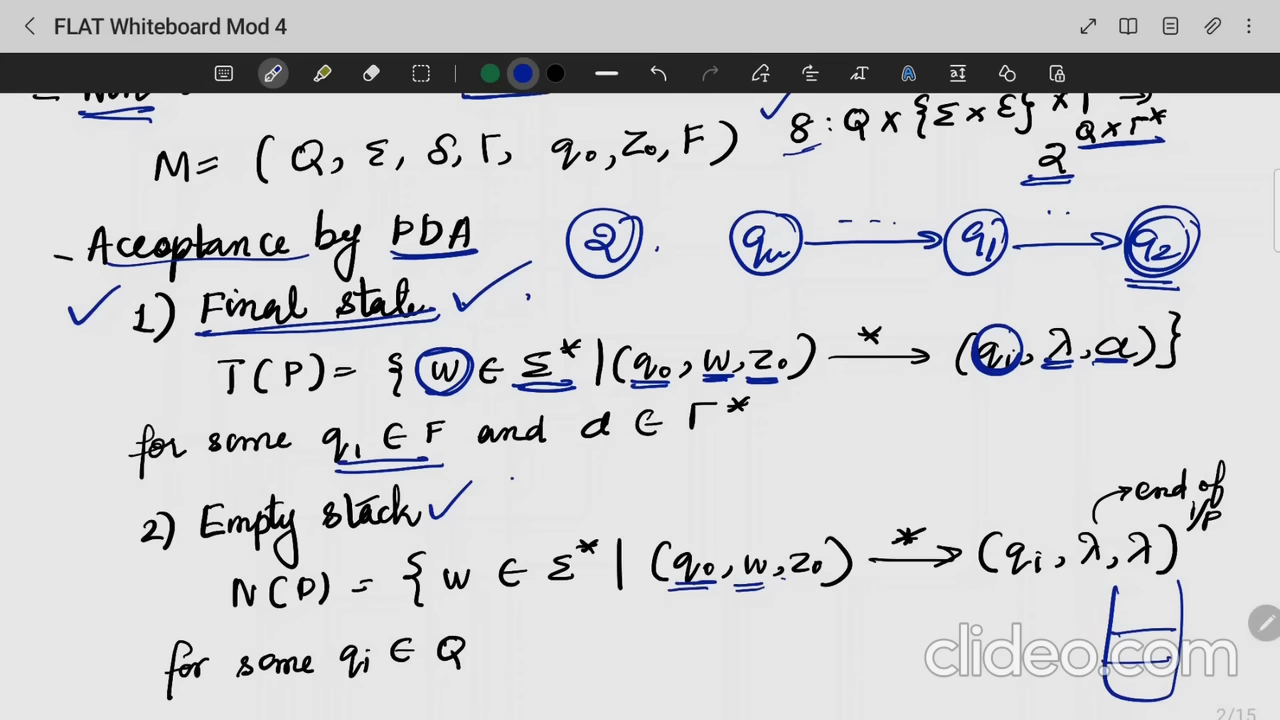 FLAT Whiteboard Mod 4
= Non
M= ( Q, Σ, δ, Γ, q₀, Z₀, F )
δ : Q × {Σ × ε} × Γ →
2 Q × Γ*
- Acceptance by PDA
2 . q₀ --- q₁ .. q₂
1) Final state
T(P) = { w ∈ Σ* | (q₀, w, z₀) →* (qᵢ, λ, α) }
for some qᵢ ∈ F and α ∈ Γ*
2) Empty stack
end of
I/P
N(P) = { w ∈ Σ* | (q₀, w, z₀) →* (qᵢ, λ, λ)
for some qᵢ ∈ Q
clideo.com
2/15